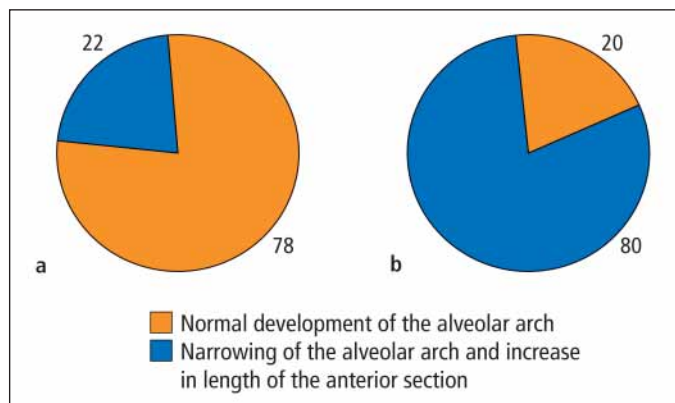 22
20
78
80
a
b
Normal development of the alveolar arch
Narrowing of the alveolar arch and increase
in length of the anterior section